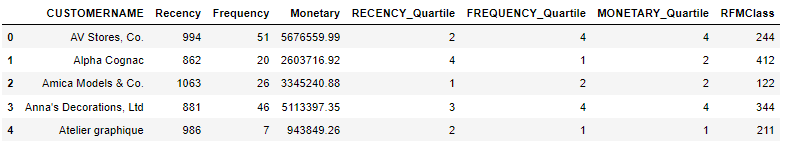 CUSTOMERNAME Recency Frequency Monetary RECENCY_Quartile FREQUENCY_Quartile MONETARY_Quartile RFMClass
0 AV Stores, Co. 994 51 5676559.99 2 4 4 244
1 Alpha Cognac 862 20 2603716.92 4 1 2 412
2 Amica Models & Co. 1063 26 3345240.88 1 2 2 122
3 Anna's Decorations, Ltd 881 46 5113397.35 3 4 4 344
4 Atelier graphique 986 7 943849.26 2 1 1 211